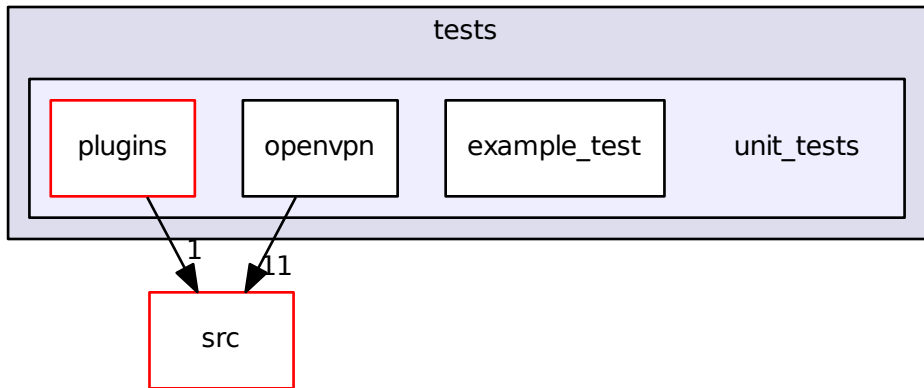 tests
plugins
openvpn
example_test
unit_tests
1
11
src